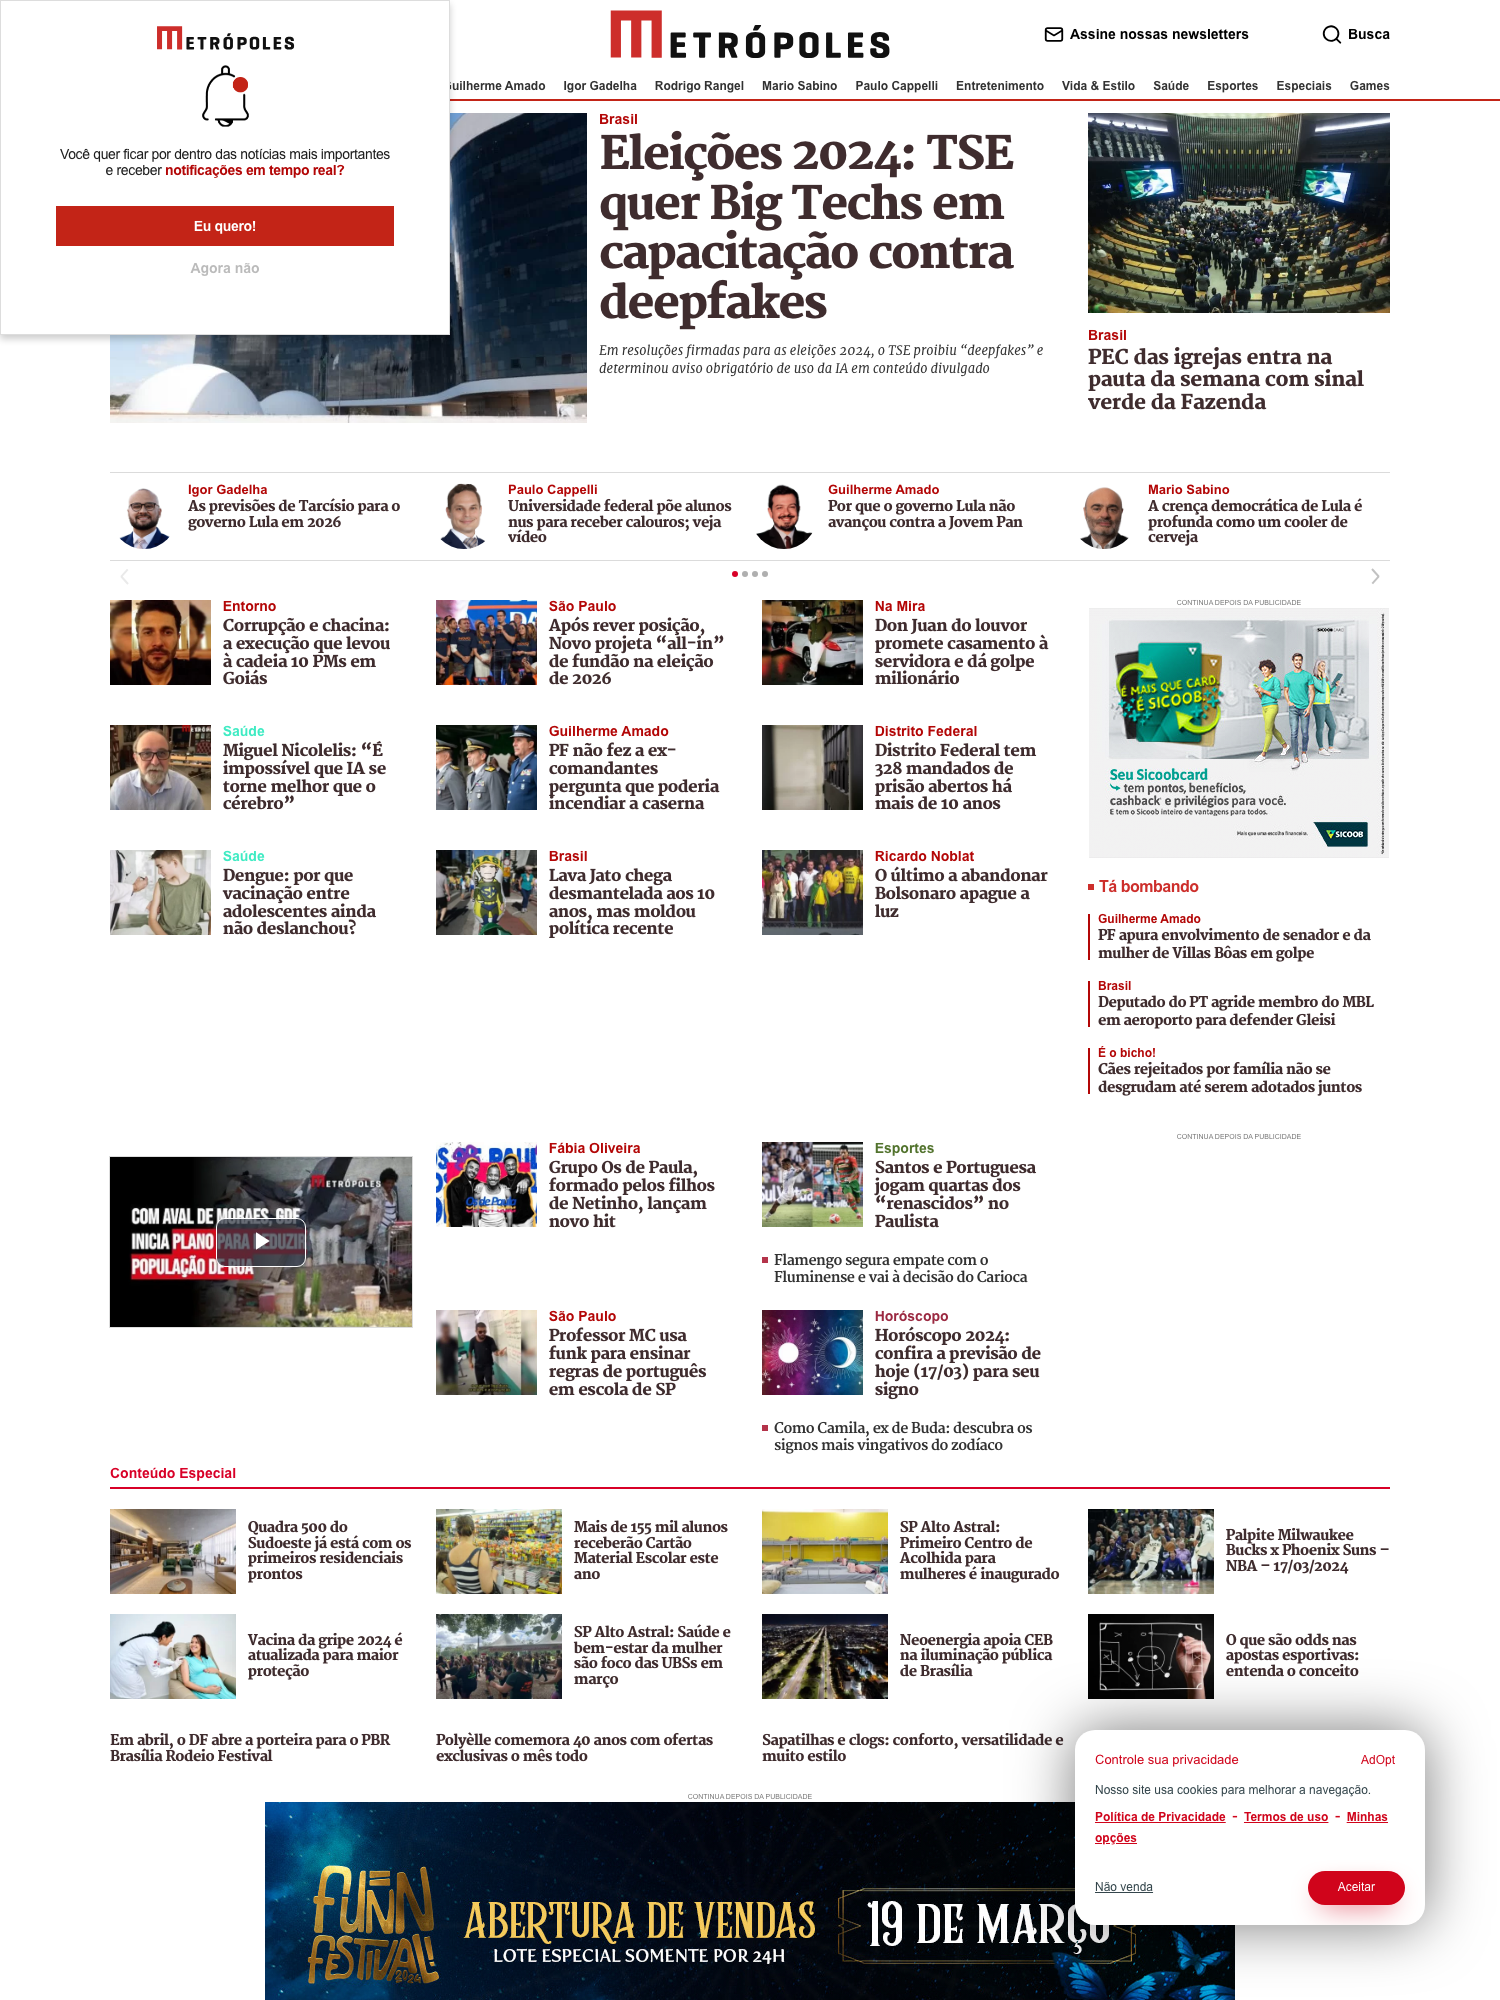 METRÓPOLES
Você quer ficar por dentro das notícias mais importantes
e receber notificações em tempo real?
Eu quero!
Agora não
METRÓPOLES
Assine nossas newsletters
Busca
Guilherme Amado
Igor Gadelha
Rodrigo Rangel
Mario Sabino
Paulo Cappelli
Entretenimento
Vida & Estilo
Saúde
Esportes
Especiais
Games
Brasil
Eleições 2024: TSE
quer Big Techs em
capacitação contra
deepfakes
Em resoluções firmadas para as eleições 2024, o TSE proibiu “deepfakes” e
determinou aviso obrigatório de uso da IA em conteúdo divulgado
Brasil
PEC das igrejas entra na
pauta da semana com sinal
verde da Fazenda
Igor Gadelha
As previsões de Tarcísio para o
governo Lula em 2026
Paulo Cappelli
Universidade federal põe alunos
nus para receber calouros; veja
vídeo
Guilherme Amado
Por que o governo Lula não
avançou contra a Jovem Pan
Mario Sabino
A crença democrática de Lula é
profunda como um cooler de
cerveja
Entorno
Corrupção e chacina:
a execução que levou
à cadeia 10 PMs em
Goiás
São Paulo
Após rever posição,
Novo projeta “all-in”
de fundão na eleição
de 2026
Na Mira
Don Juan do louvor
promete casamento à
servidora e dá golpe
milionário
Saúde
Miguel Nicolelis: “É
impossível que IA se
torne melhor que o
cérebro”
Guilherme Amado
PF não fez a ex-
comandantes
pergunta que poderia
incendiar a caserna
Distrito Federal
Distrito Federal tem
328 mandados de
prisão abertos há
mais de 10 anos
Saúde
Dengue: por que
vacinação entre
adolescentes ainda
não deslanchou?
Brasil
Lava Jato chega
desmantelada aos 10
anos, mas moldou
política recente
Ricardo Noblat
O último a abandonar
Bolsonaro apague a
luz
CONTINUA DEPOIS DA PUBLICIDADE
SICOOBCARD
É MAIS QUE CARD.
É SICOOB.
Seu Sicoobcard
tem pontos, benefícios,
cashback e privilégios para você.
E tem o Sicoob inteiro de vantagens para todos.
Mais que uma escolha financeira.
SICOOB
Tá bombando
Guilherme Amado
PF apura envolvimento de senador e da
mulher de Villas Bôas em golpe
Brasil
Deputado do PT agride membro do MBL
em aeroporto para defender Gleisi
É o bicho!
Cães rejeitados por família não se
desgrudam até serem adotados juntos
CONTINUA DEPOIS DA PUBLICIDADE
METRÓPOLES
COM AVAL DE MORAES, GDF
INICIA PLANO PARA REDUZIR
POPULAÇÃO DE RUA
Fábia Oliveira
Grupo Os de Paula,
formado pelos filhos
de Netinho, lançam
novo hit
Os de Paula
Esportes
Santos e Portuguesa
jogam quartas dos
“renascidos” no
Paulista
Flamengo segura empate com o
Fluminense e vai à decisão do Carioca
São Paulo
Professor MC usa
funk para ensinar
regras de português
em escola de SP
Horóscopo
Horóscopo 2024:
confira a previsão de
hoje (17/03) para seu
signo
Como Camila, ex de Buda: descubra os
signos mais vingativos do zodíaco
Conteúdo Especial
Quadra 500 do
Sudoeste já está com os
primeiros residenciais
prontos
Mais de 155 mil alunos
receberão Cartão
Material Escolar este
ano
SP Alto Astral:
Primeiro Centro de
Acolhida para
mulheres é inaugurado
Palpite Milwaukee
Bucks x Phoenix Suns –
NBA – 17/03/2024
Vacina da gripe 2024 é
atualizada para maior
proteção
SP Alto Astral: Saúde e
bem-estar da mulher
são foco das UBSs em
março
Neoenergia apoia CEB
na iluminação pública
de Brasília
O que são odds nas
apostas esportivas:
entenda o conceito
Em abril, o DF abre a porteira para o PBR
Brasília Rodeio Festival
Polyèlle comemora 40 anos com ofertas
exclusivas o mês todo
Sapatilhas e clogs: conforto, versatilidade e
muito estilo
CONTINUA DEPOIS DA PUBLICIDADE
FUNN
FESTIVAL!
2024
ABERTURA DE VENDAS
LOTE ESPECIAL SOMENTE POR 24H
19 DE MARÇO
Controle sua privacidade
AdOpt
Nosso site usa cookies para melhorar a navegação.
Política de Privacidade - Termos de uso - Minhas
opções
Não venda
Aceitar